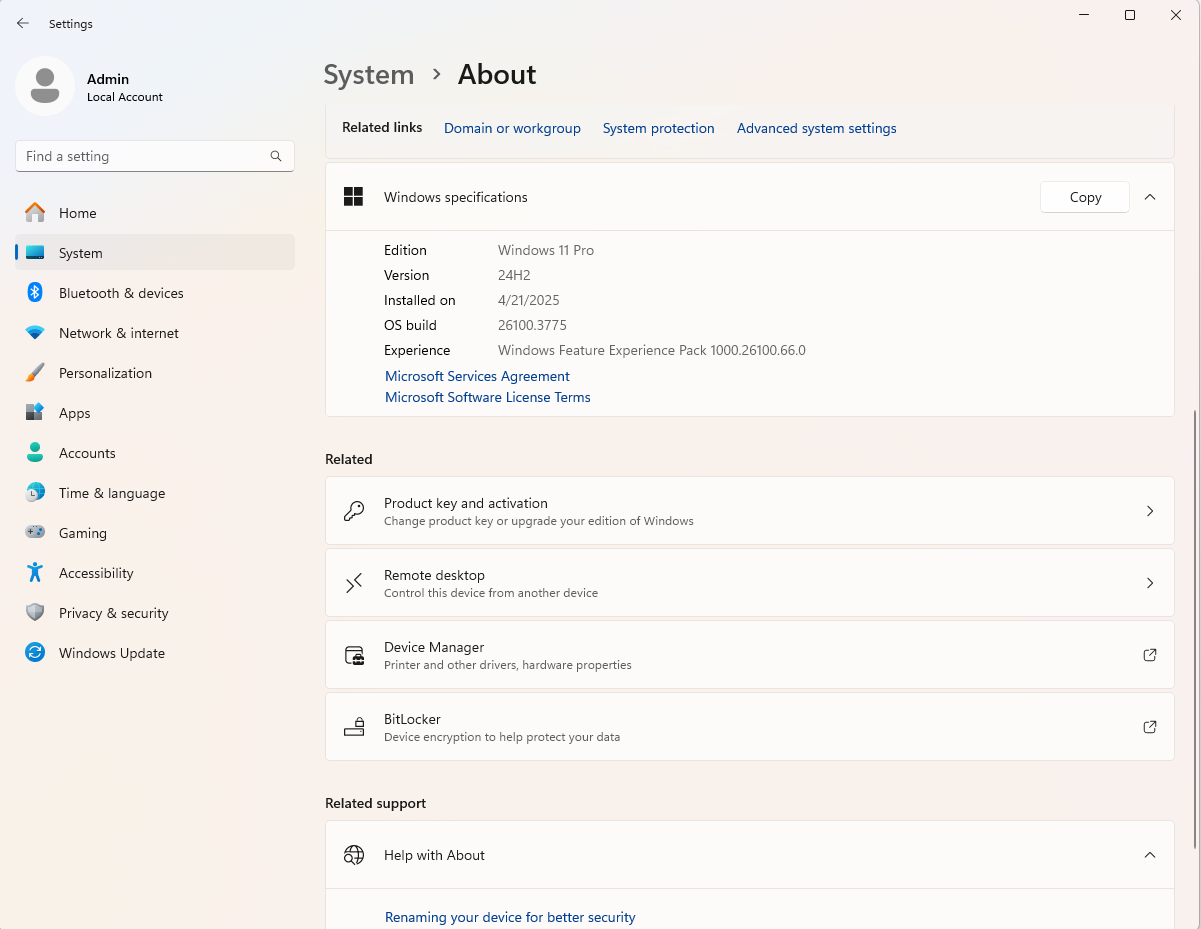 Settings
Admin
Local Account
Find a setting
Home
System
Bluetooth & devices
Network & internet
Personalization
Apps
Accounts
Time & language
Gaming
Accessibility
Privacy & security
Windows Update
System > About
Related links Domain or workgroup System protection Advanced system settings
Windows specifications Copy
Edition Windows 11 Pro
Version 24H2
Installed on 4/21/2025
OS build 26100.3775
Experience Windows Feature Experience Pack 1000.26100.66.0
Microsoft Services Agreement
Microsoft Software License Terms
Related
Product key and activation
Change product key or upgrade your edition of Windows
Remote desktop
Control this device from another device
Device Manager
Printer and other drivers, hardware properties
BitLocker
Device encryption to help protect your data
Related support
Help with About
Renaming your device for better security